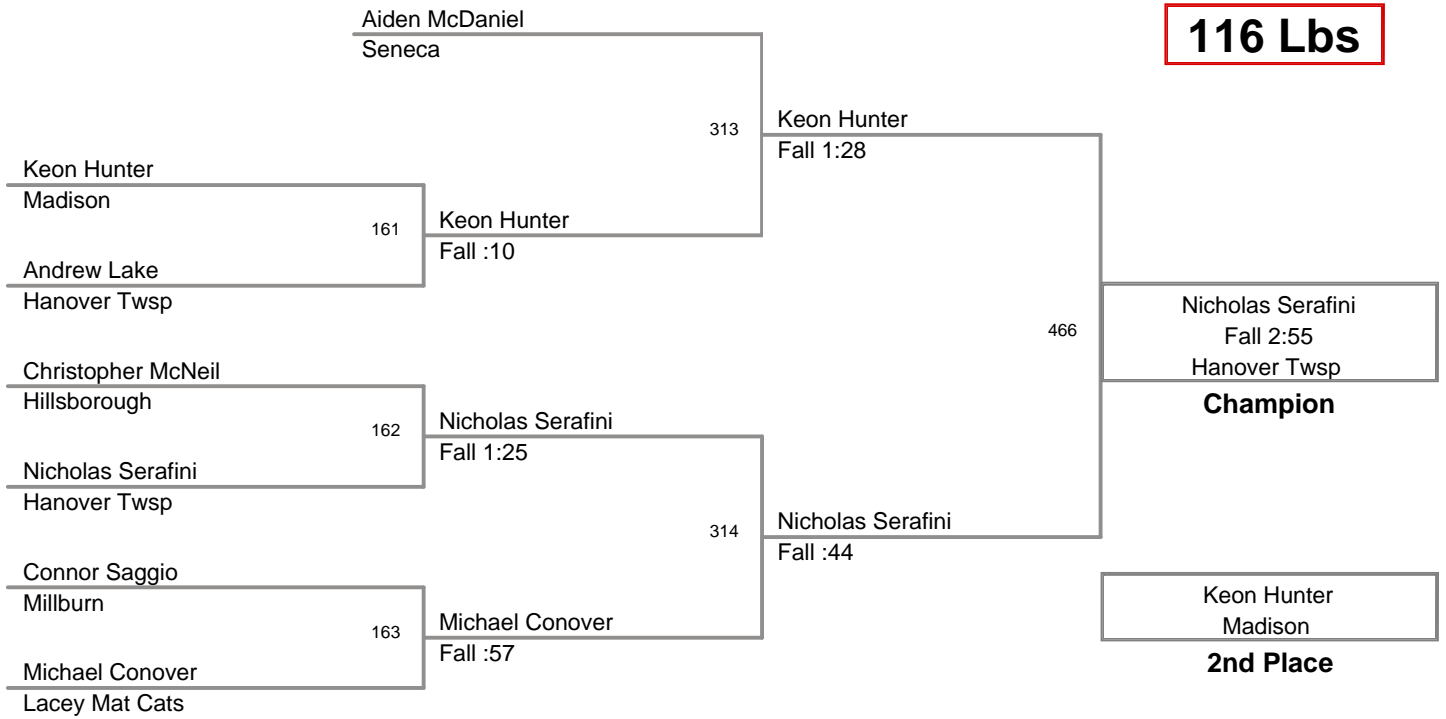 Aiden McDaniel
Seneca
116 Lbs
313
Keon Hunter
Fall 1:28
Keon Hunter
Madison
161
Keon Hunter
Fall :10
Andrew Lake
Hanover Twsp
466
Nicholas Serafini
Fall 2:55
Hanover Twsp
Champion
Christopher McNeil
Hillsborough
162
Nicholas Serafini
Fall 1:25
Nicholas Serafini
Hanover Twsp
314
Nicholas Serafini
Fall :44
Connor Saggio
Millburn
163
Michael Conover
Fall :57
Michael Conover
Lacey Mat Cats
Keon Hunter
Madison
2nd Place